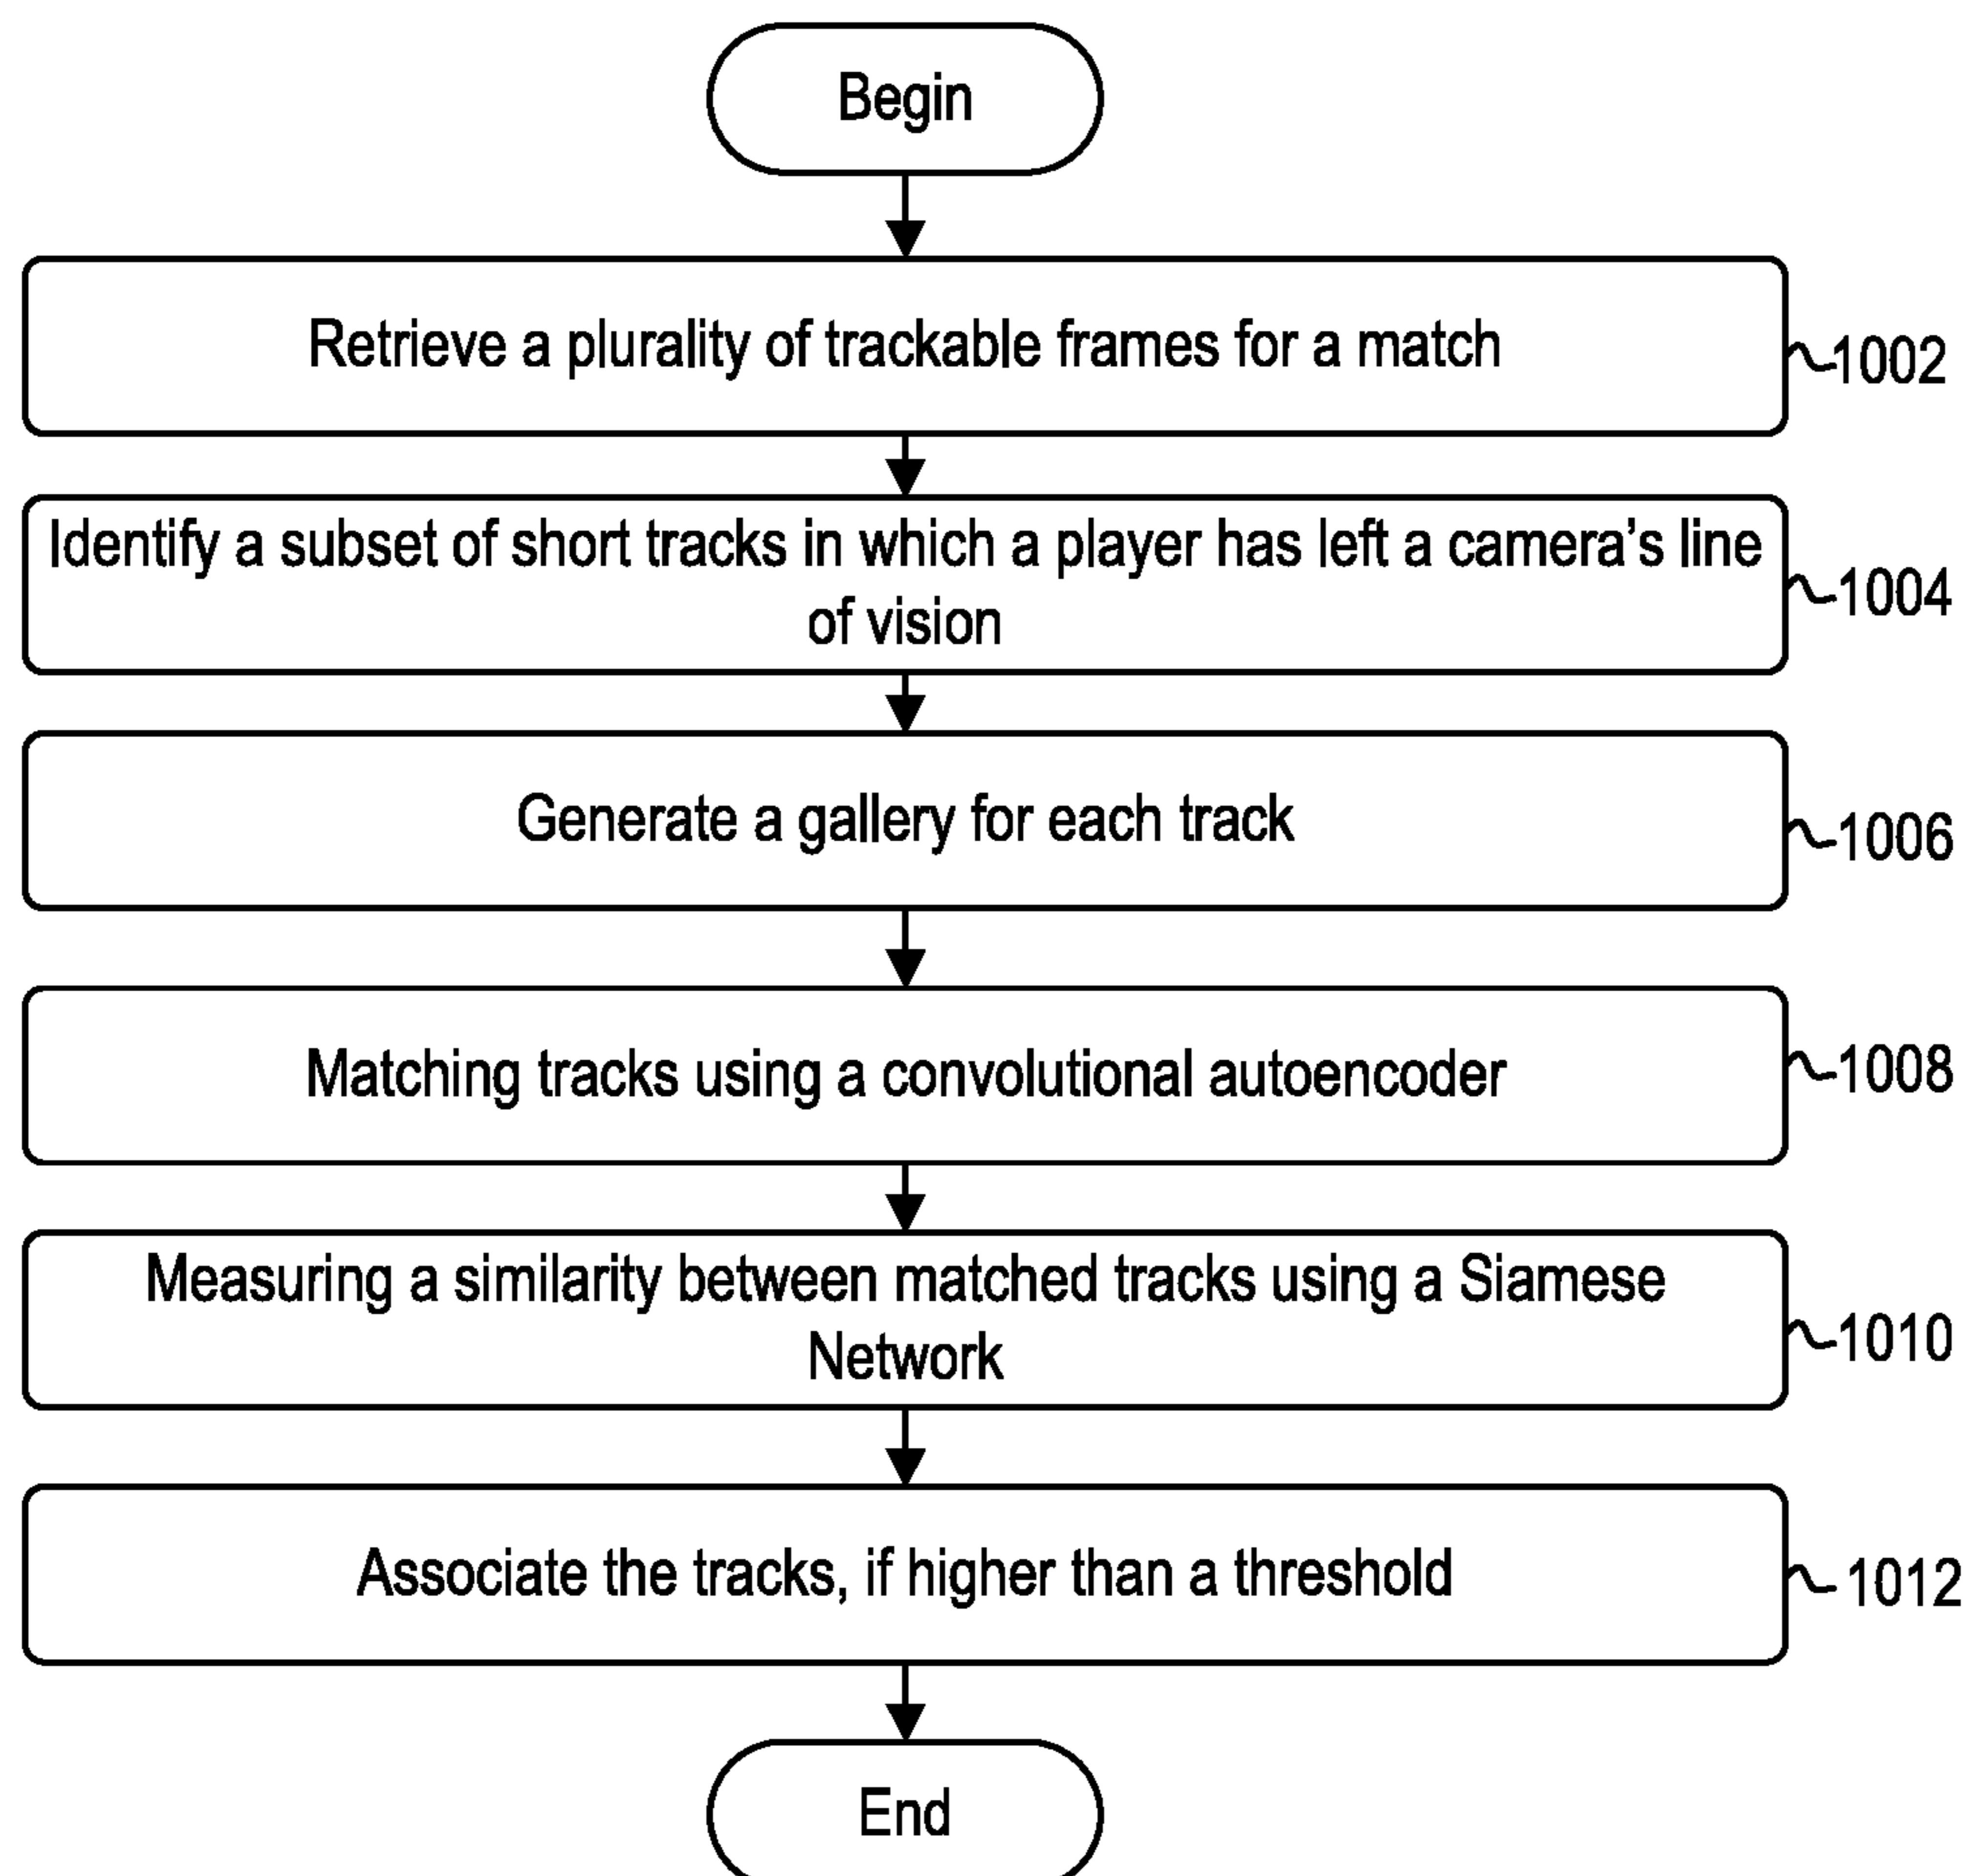 Begin
Retrieve a plurality of trackable frames for a match
1002
Identify a subset of short tracks in which a player has left a camera’s line
of vision
1004
Generate a gallery for each track
1006
Matching tracks using a convolutional autoencoder
1008
Measuring a similarity between matched tracks using a Siamese
Network
1010
Associate the tracks, if higher than a threshold
1012
End